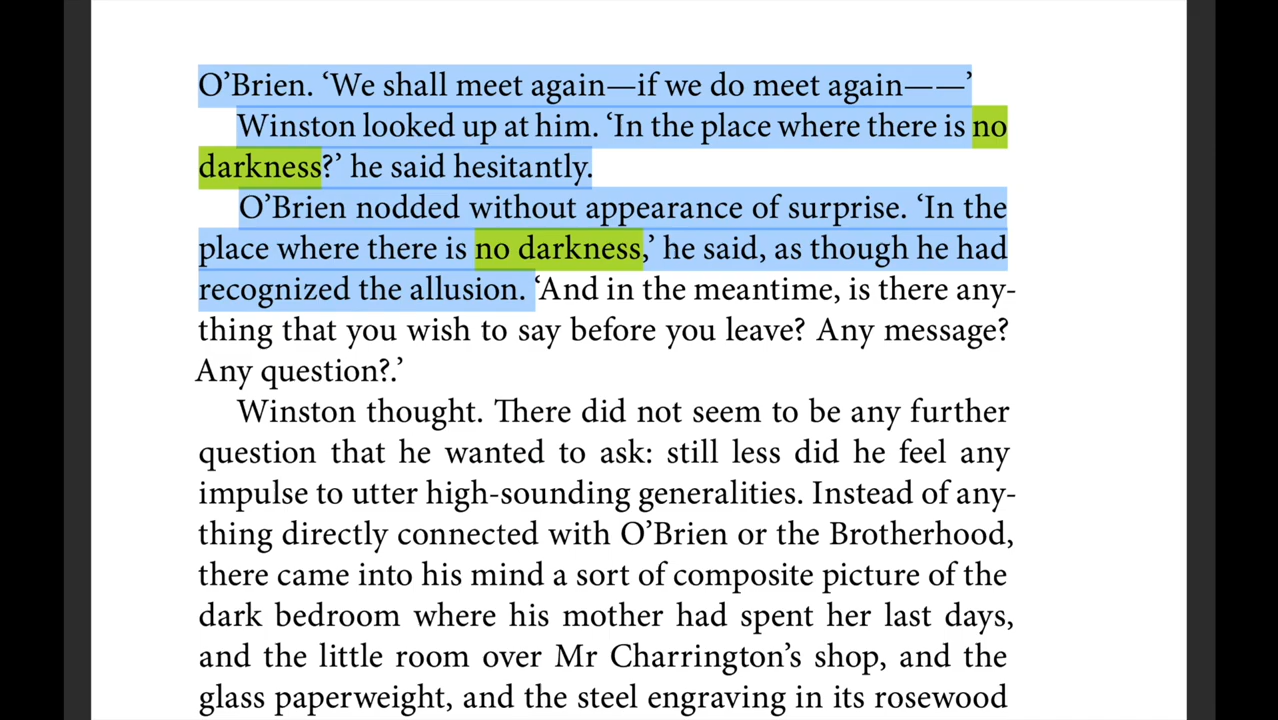 O’Brien. ‘We shall meet again—if we do meet again——’
Winston looked up at him. ‘In the place where there is no
darkness?’ he said hesitantly.
O’Brien nodded without appearance of surprise. ‘In the
place where there is no darkness,’ he said, as though he had
recognized the allusion. ‘And in the meantime, is there any-
thing that you wish to say before you leave? Any message?
Any question?.’
Winston thought. There did not seem to be any further
question that he wanted to ask: still less did he feel any
impulse to utter high-sounding generalities. Instead of any-
thing directly connected with O’Brien or the Brotherhood,
there came into his mind a sort of composite picture of the
dark bedroom where his mother had spent her last days,
and the little room over Mr Charrington’s shop, and the
glass paperweight, and the steel engraving in its rosewood